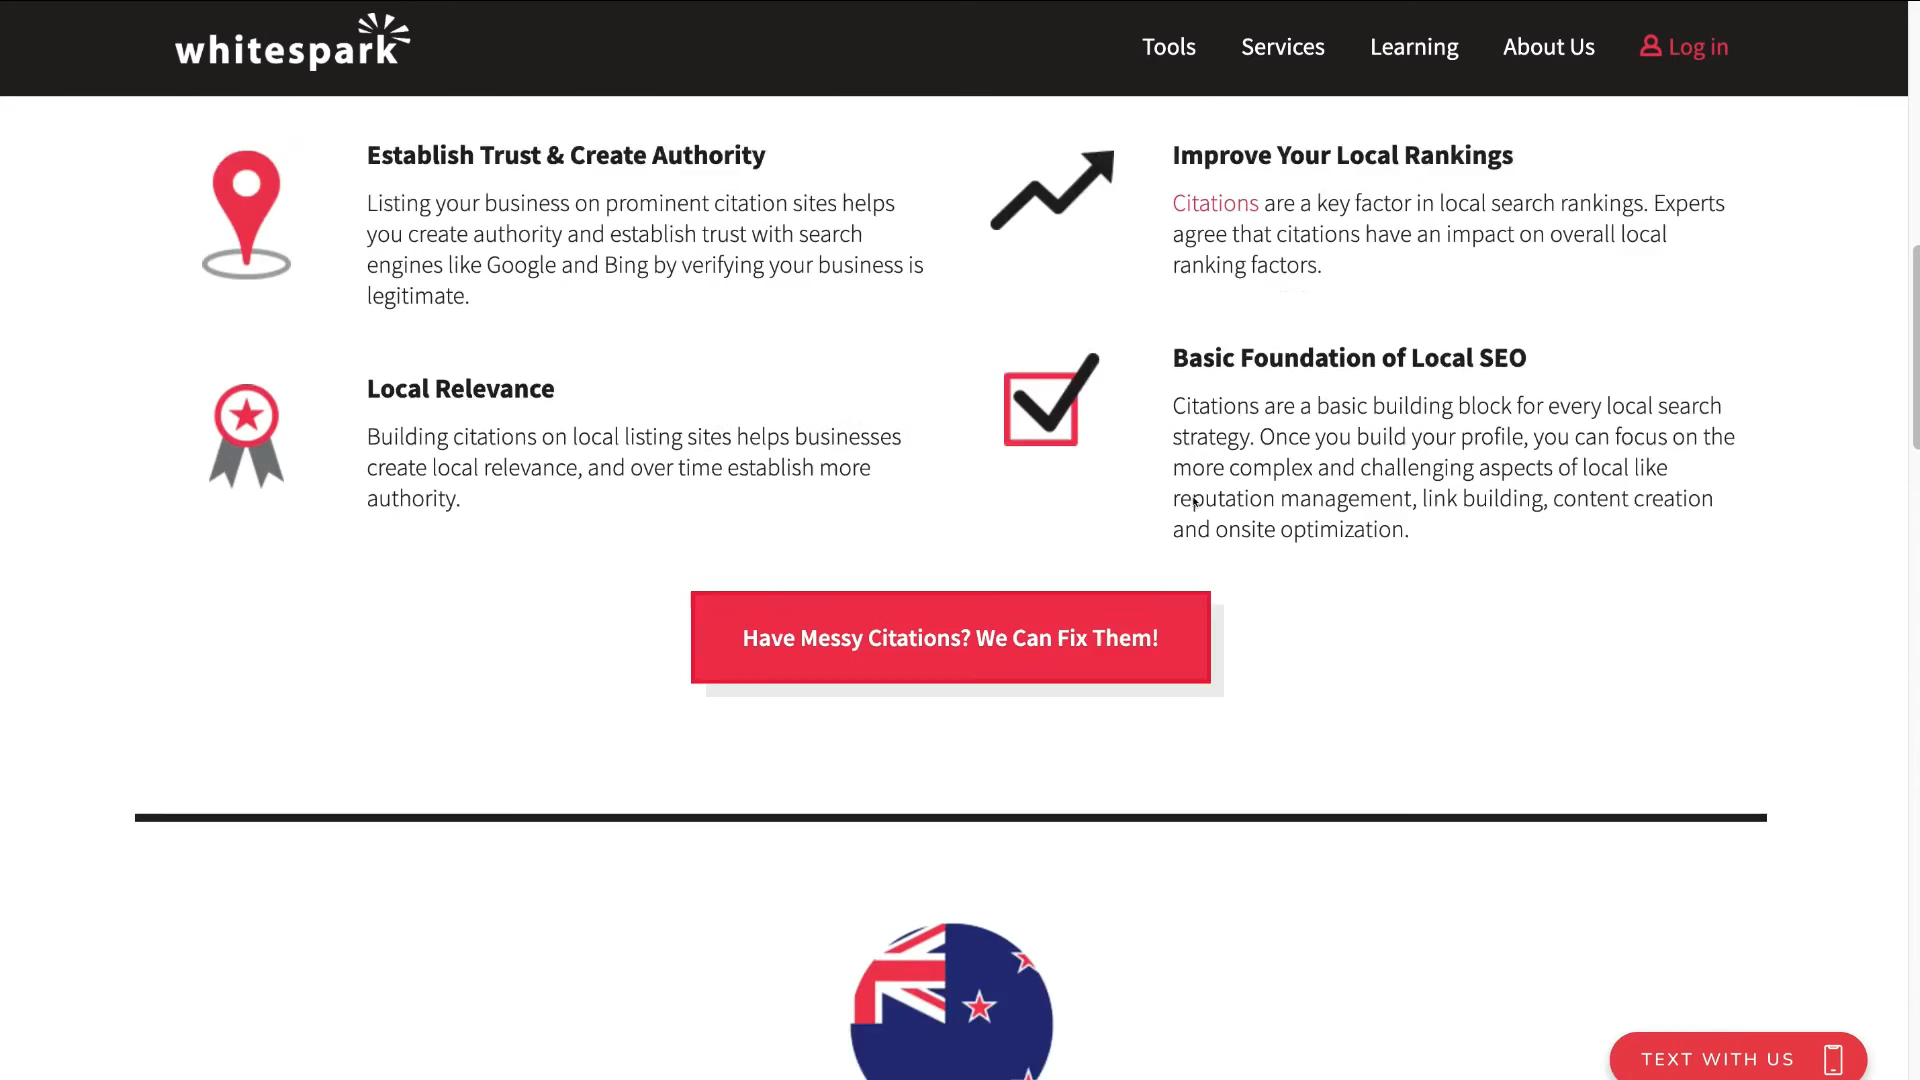 whitespark
Tools
Services
Learning
About Us
Log in
Establish Trust & Create Authority
Listing your business on prominent citation sites helps
you create authority and establish trust with search
engines like Google and Bing by verifying your business is
legitimate.
Improve Your Local Rankings
Citations are a key factor in local search rankings. Experts
agree that citations have an impact on overall local
ranking factors.
Local Relevance
Building citations on local listing sites helps businesses
create local relevance, and over time establish more
authority.
Basic Foundation of Local SEO
Citations are a basic building block for every local search
strategy. Once you build your profile, you can focus on the
more complex and challenging aspects of local like
reputation management, link building, content creation
and onsite optimization.
Have Messy Citations? We Can Fix Them!
TEXT WITH US